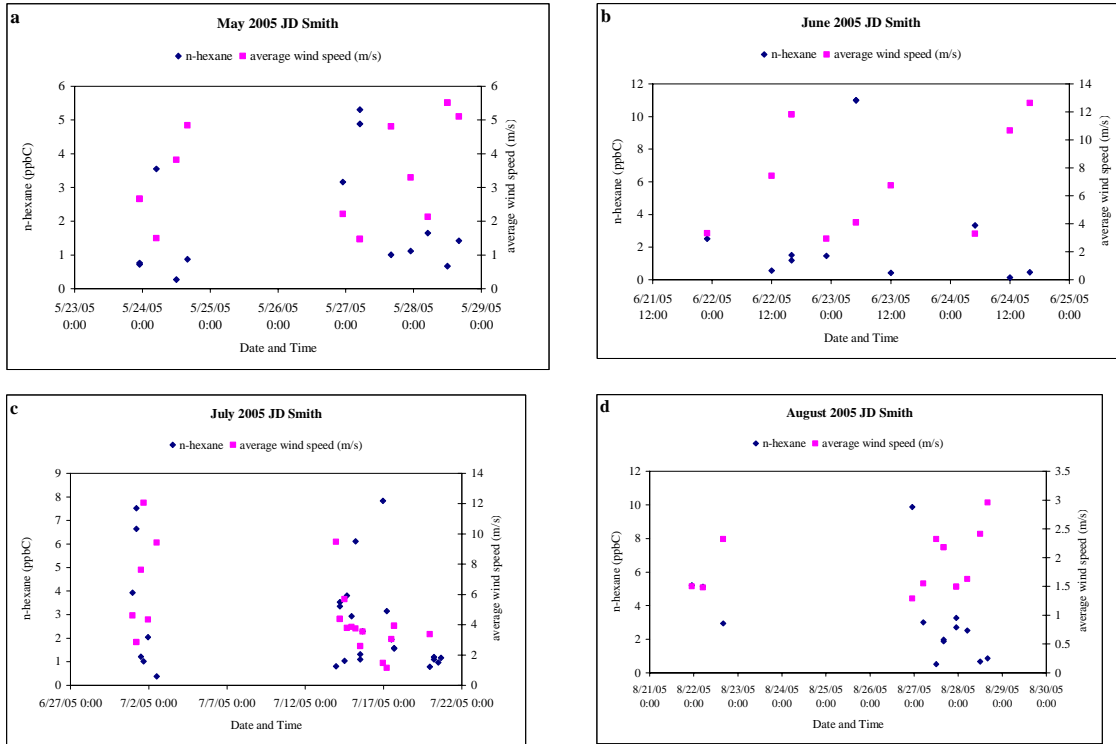 a
May 2005 JD Smith
n-hexane average wind speed (m/s)
n-hexane (ppbC)
6
5
4
3
2
1
0
average wind speed (m/s)
6
5
4
3
2
1
0
5/23/05 5/24/05 5/25/05 5/26/05 5/27/05 5/28/05 5/29/05
0:00 0:00 0:00 0:00 0:00 0:00 0:00
Date and Time
b
June 2005 JD Smith
n-hexane average wind speed (m/s)
n-hexane (ppbC)
12
10
8
6
4
2
0
average wind speed (m/s)
14
12
10
8
6
4
2
0
6/21/05 6/22/05 6/22/05 6/23/05 6/23/05 6/24/05 6/24/05 6/25/05
12:00 0:00 12:00 0:00 12:00 0:00 12:00 0:00
Date and Time
c
July 2005 JD Smith
n-hexane average wind speed (m/s)
n-hexane (ppbC)
9
8
7
6
5
4
3
2
1
0
average wind speed (m/s)
14
12
10
8
6
4
2
0
6/27/05 0:00 7/2/05 0:00 7/7/05 0:00 7/12/05 0:00 7/17/05 0:00 7/22/05 0:00
Date and Time
d
August 2005 JD Smith
n-hexane average wind speed (m/s)
n-hexane (ppbC)
12
10
8
6
4
2
0
average wind speed (m/s)
3.5
3
2.5
2
1.5
1
0.5
0
8/21/05 8/22/05 8/23/05 8/24/05 8/25/05 8/26/05 8/27/05 8/28/05 8/29/05 8/30/05
0:00 0:00 0:00 0:00 0:00 0:00 0:00 0:00 0:00 0:00
Date and Time